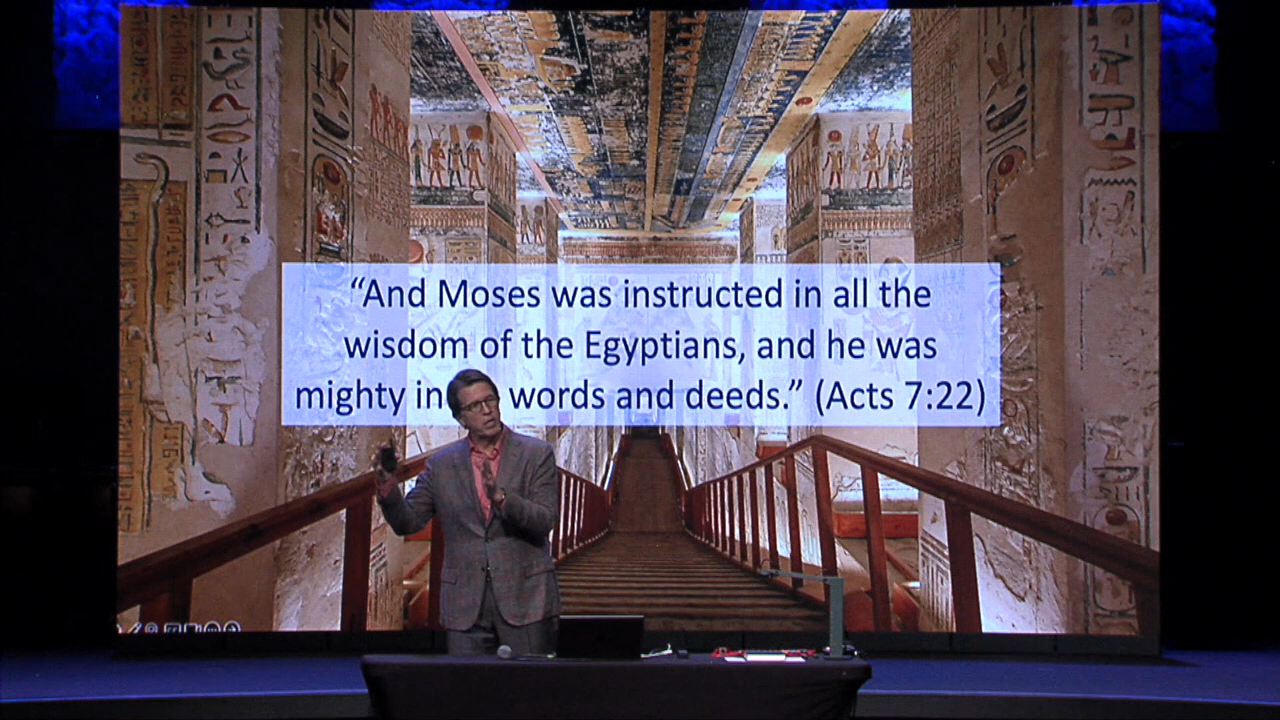 “And Moses was instructed in all the
wisdom of the Egyptians, and he was
mighty in words and deeds.” (Acts 7:22)